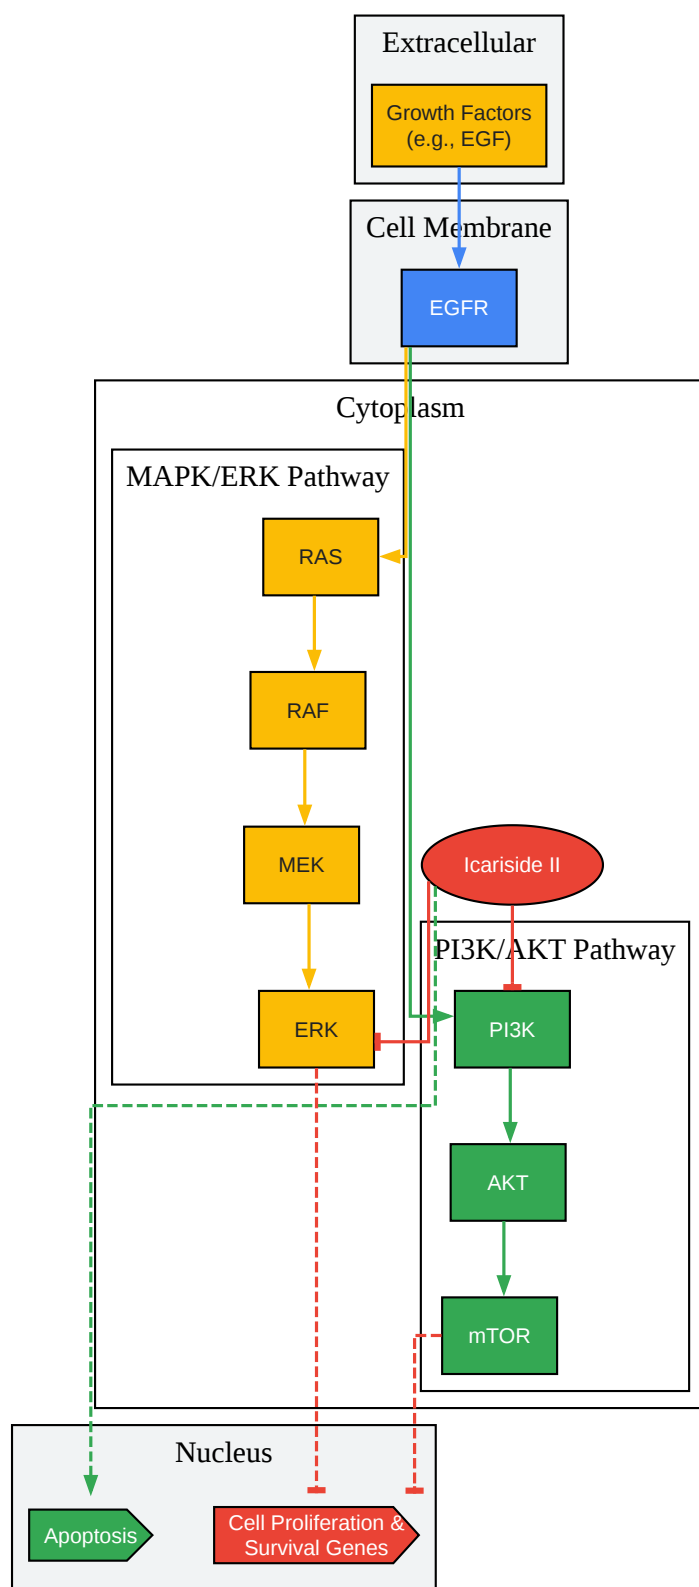 Extracellular
Growth Factors
(e.g., EGF)
Cell Membrane
EGFR
Cytoplasm
MAPK/ERK Pathway
RAS
RAF
MEK
Icariside II
PI3K/AKT Pathway
ERK
PI3K
AKT
mTOR
Nucleus
Apoptosis
Cell Proliferation &
Survival Genes